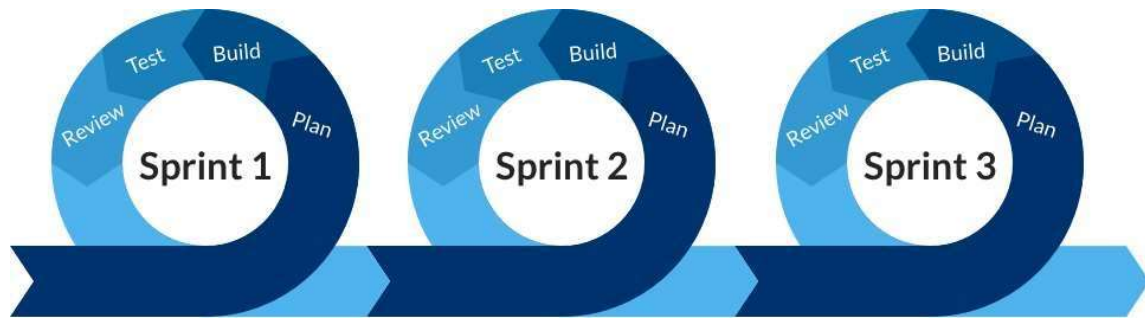 Test
Build
Review
Plan
Sprint 1
Test
Build
Review
Plan
Sprint 2
Test
Build
Review
Plan
Sprint 3